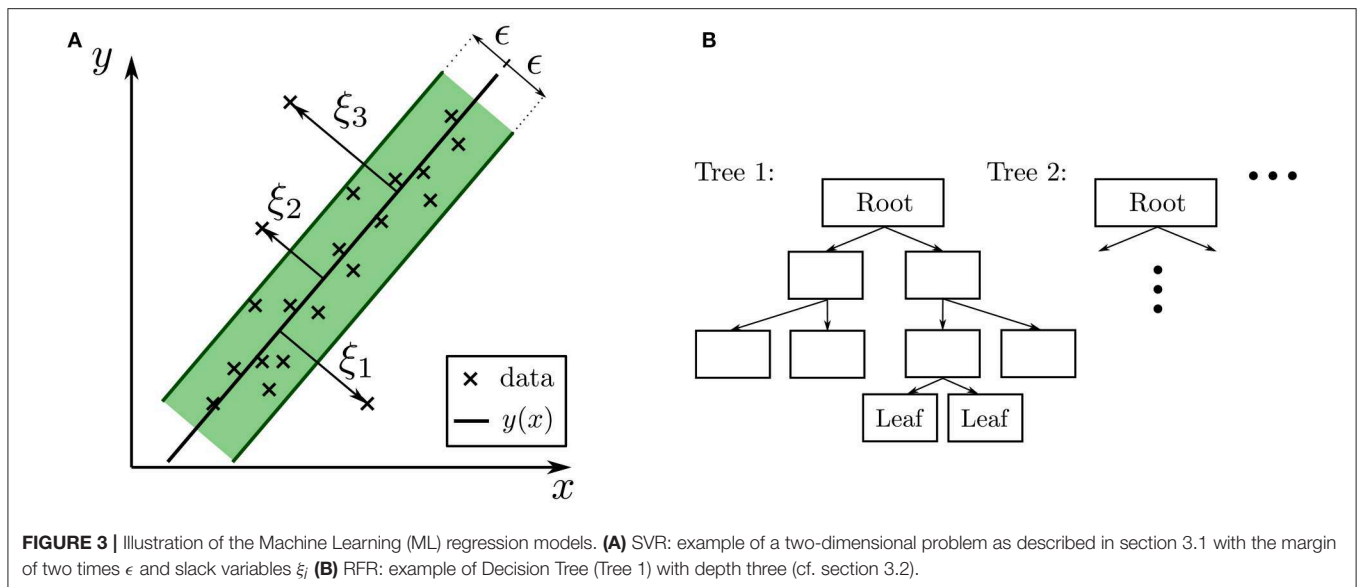 A
y
ϵ
ϵ
ξ₃
ξ₂
ξ₁
data
y(x)
x
B
Tree 1:
Root
Leaf
Leaf
Tree 2:
Root
FIGURE 3 | Illustration of the Machine Learning (ML) regression models. (A) SVR: example of a two-dimensional problem as described in section 3.1 with the margin
of two times ϵ and slack variables ξᵢ (B) RFR: example of Decision Tree (Tree 1) with depth three (cf. section 3.2).